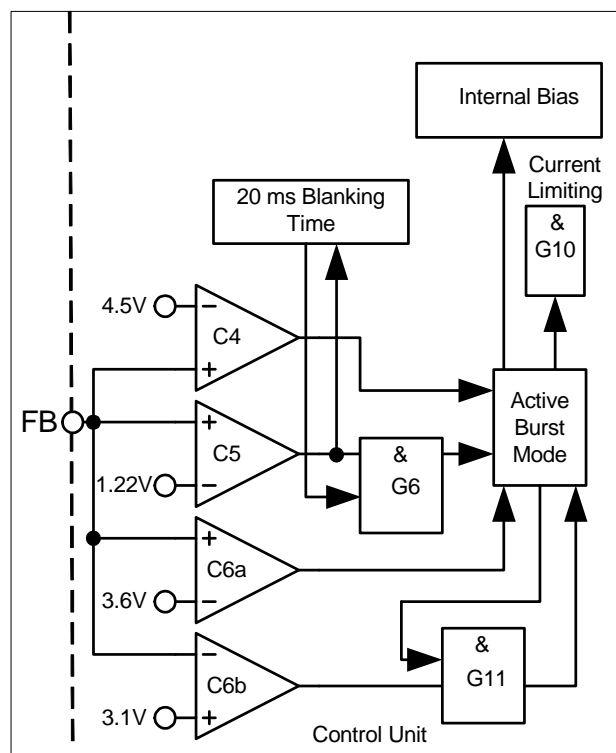 Internal Bias
Current
Limiting
20 ms Blanking
Time
&
G10
4.5V
−
C4
+
FB
+
C5
−
1.22V
&
G6
Active
Burst
Mode
+
C6a
−
3.6V
−
C6b
+
3.1V
&
G11
Control Unit